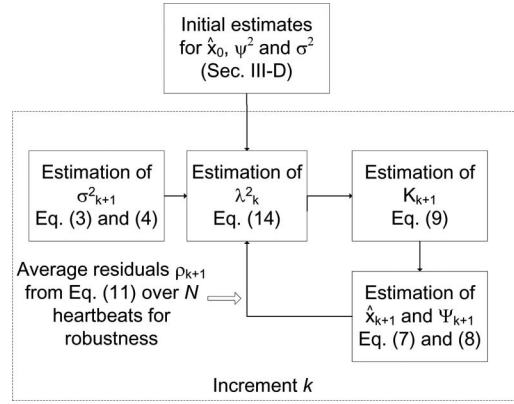 Initial estimates
for x̂₀, ψ² and σ²
(Sec. III-D)
Estimation of
σ²ₖ₊₁
Eq. (3) and (4)
Estimation of
λ²ₖ
Eq. (14)
Estimation of
Kₖ₊₁
Eq. (9)
Average residuals ρₖ₊₁
from Eq. (11) over N
heartbeats for
robustness
Estimation of
x̂ₖ₊₁ and Ψₖ₊₁
Eq. (7) and (8)
Increment k